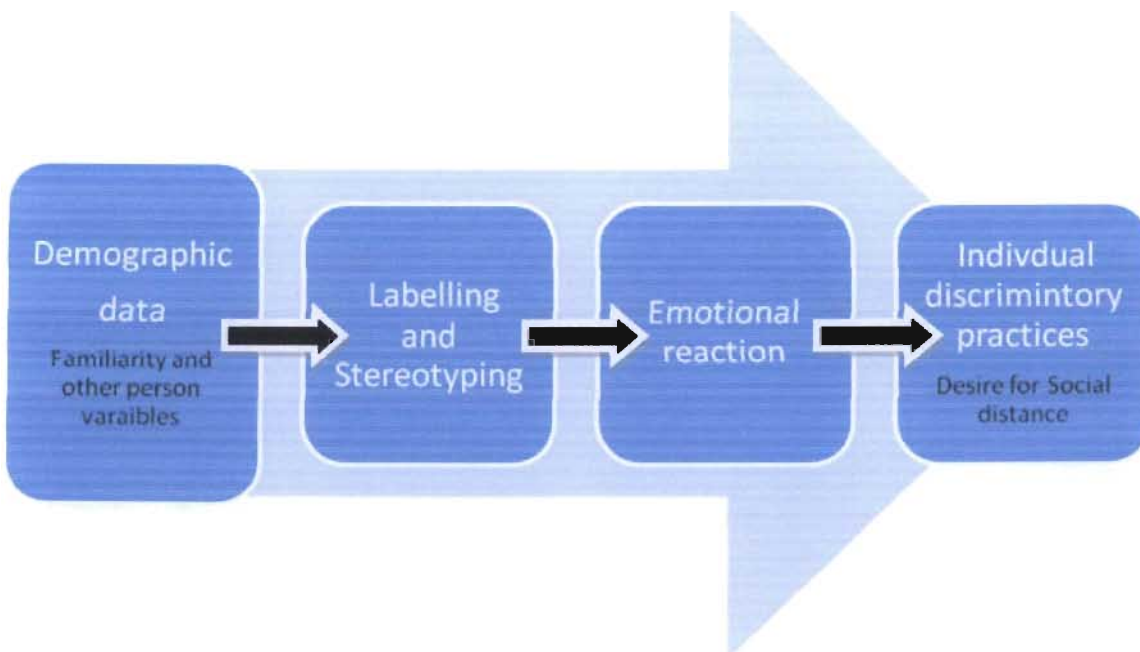 Demographic
data
Familiarity and
other person
varaibles
Labelling
and
Stereotyping
Emotional
reaction
Indivdual
discrimintory
practices
Desire for Social
distance